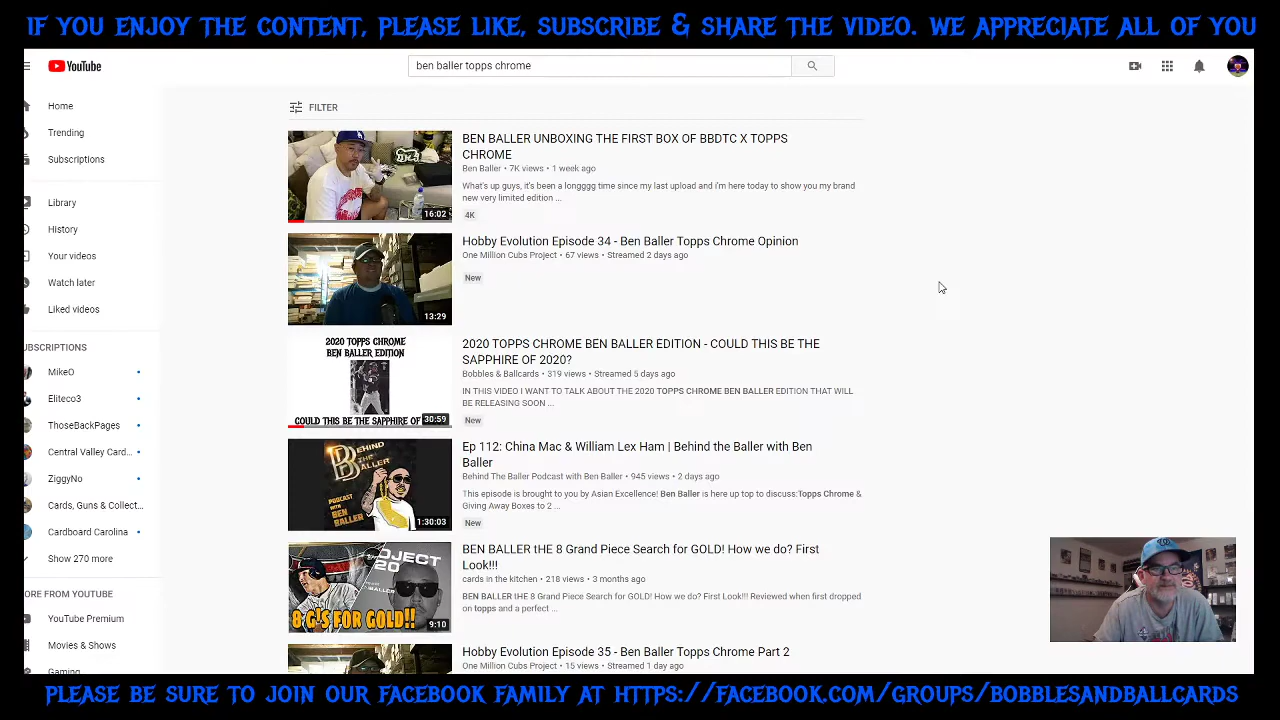 IF YOU ENJOY THE CONTENT, PLEASE LIKE, SUBSCRIBE & SHARE THE VIDEO. WE APPRECIATE ALL OF YOU
YouTube
ben baller topps chrome
Home
Trending
Subscriptions
Library
History
Your videos
Watch later
Liked videos
UBSCRIPTIONS
MikeO
Eliteco3
ThoseBackPages
Central Valley Card...
ZiggyNo
Cards, Guns & Collect...
Cardboard Carolina
Show 270 more
ORE FROM YOUTUBE
YouTube Premium
Movies & Shows
Gaming
FILTER
16:02
BEN BALLER UNBOXING THE FIRST BOX OF BBDTC X TOPPS
CHROME
Ben Baller • 7K views • 1 week ago
What's up guys, it's been a longggg time since my last upload and i'm here today to show you my brand
new very limited edition ...
4K
13:29
Hobby Evolution Episode 34 - Ben Baller Topps Chrome Opinion
One Million Cubs Project • 67 views • Streamed 2 days ago
New
2020 TOPPS CHROME
BEN BALLER EDITION
COULD THIS BE THE SAPPHIRE OF
30:59
2020 TOPPS CHROME BEN BALLER EDITION - COULD THIS BE THE
SAPPHIRE OF 2020?
Bobbles & Ballcards • 319 views • Streamed 5 days ago
IN THIS VIDEO I WANT TO TALK ABOUT THE 2020 TOPPS CHROME BEN BALLER EDITION THAT WILL
BE RELEASING SOON ...
New
BEHIND
THE
BALLER
PODCAST
WITH
BEN
BALLER
1:30:03
Ep 112: China Mac & William Lex Ham | Behind the Baller with Ben
Baller
Behind The Baller Podcast with Ben Baller • 945 views • 2 days ago
This episode is brought to you by Asian Excellence! Ben Baller is here up top to discuss:Topps Chrome &
Giving Away Boxes to 2 ...
New
8 G'S FOR GOLD!!
9:10
BEN BALLER tHE 8 Grand Piece Search for GOLD! How we do? First
Look!!!
cards in the kitchen • 218 views • 3 months ago
BEN BALLER tHE 8 Grand Piece Search for GOLD! How we do? First Look!!! Reviewed when first dropped
on topps and a perfect ...
Hobby Evolution Episode 35 - Ben Baller Topps Chrome Part 2
One Million Cubs Project • 15 views • Streamed 1 day ago
PLEASE BE SURE TO JOIN OUR FACEBOOK FAMILY AT HTTPS://FACEBOOK.COM/GROUPS/BOBBLESANDBALLCARDS